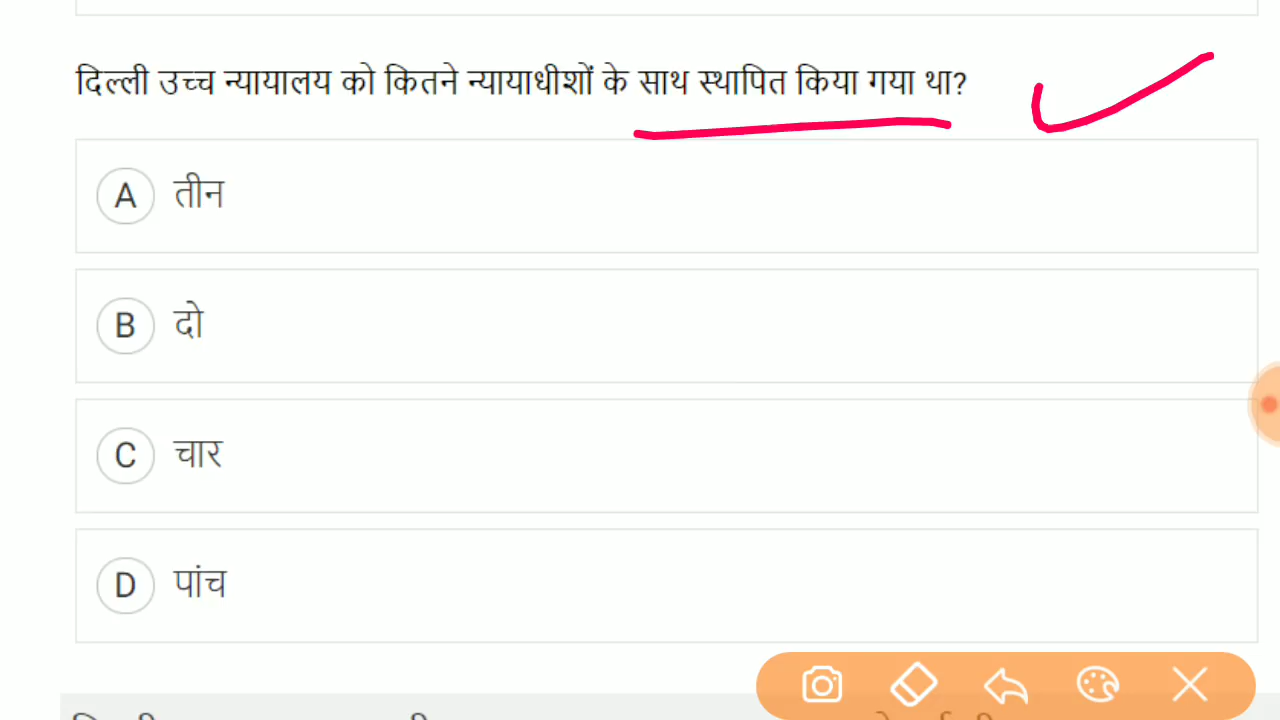 दिल्ली उच्च न्यायालय को कितने न्यायाधीशों के साथ स्थापित किया गया था?
A तीन
B दो
C चार
D पांच